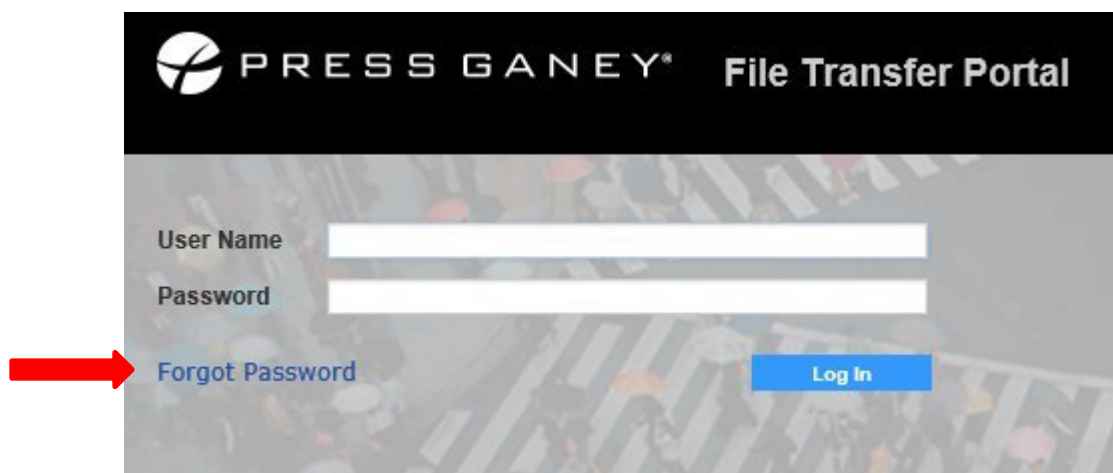 PRESS GANEY® File Transfer Portal
User Name
Password
Forgot Password Log In